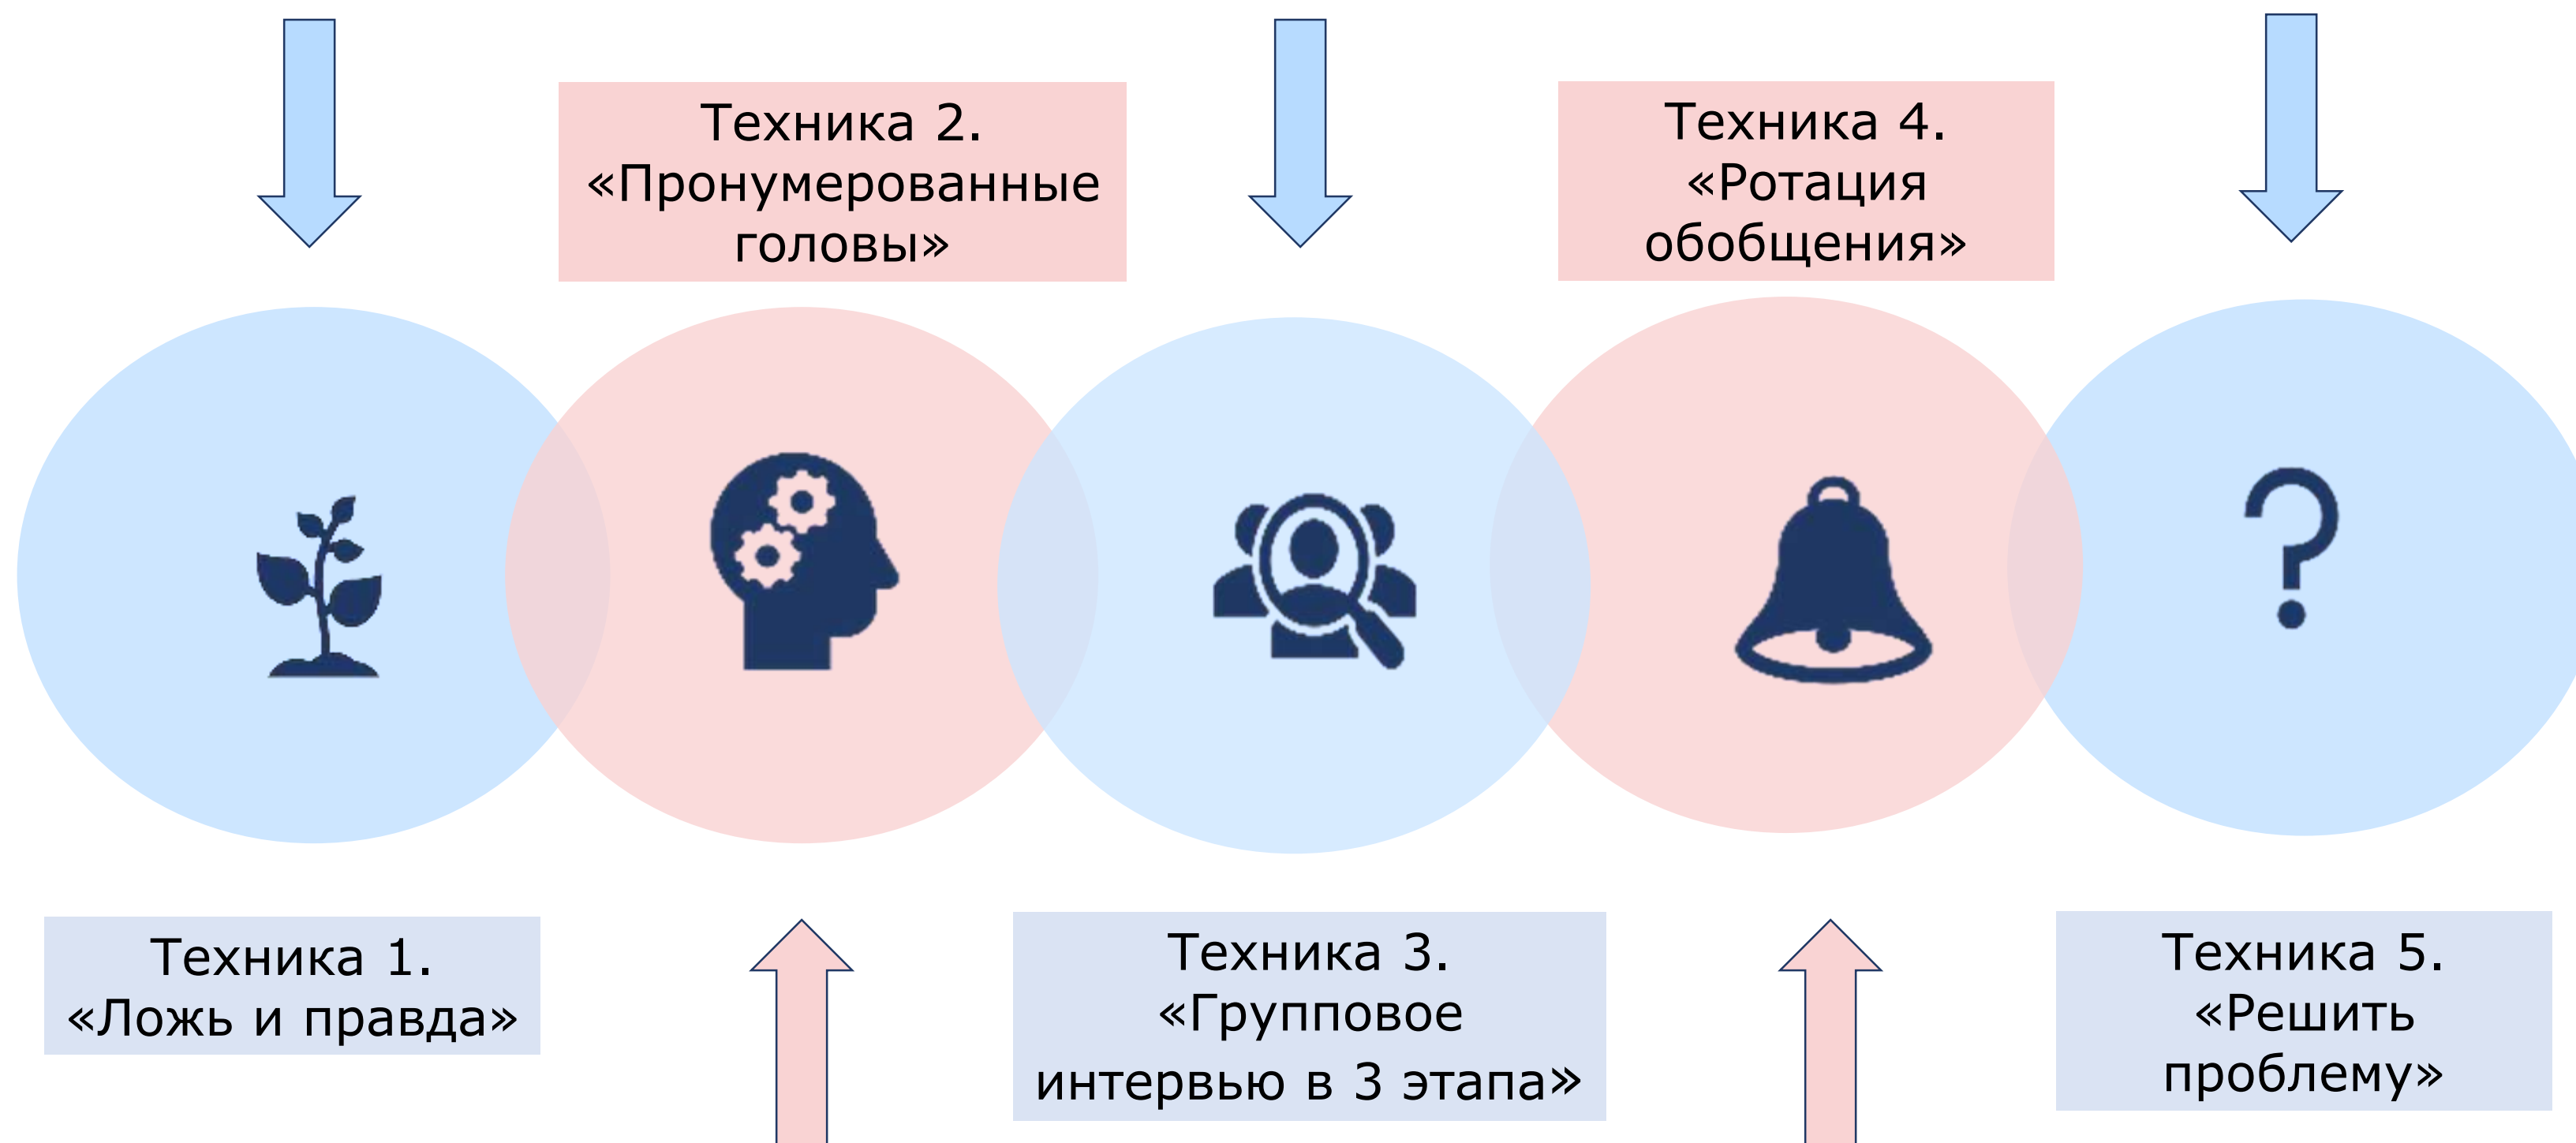 Техника 1.
«Ложь и правда»
Техника 2.
«Пронумерованные
головы»
Техника 3.
«Групповое
интервью в 3 этапа»
Техника 4.
«Ротация
обобщения»
Техника 5.
«Решить
проблему»